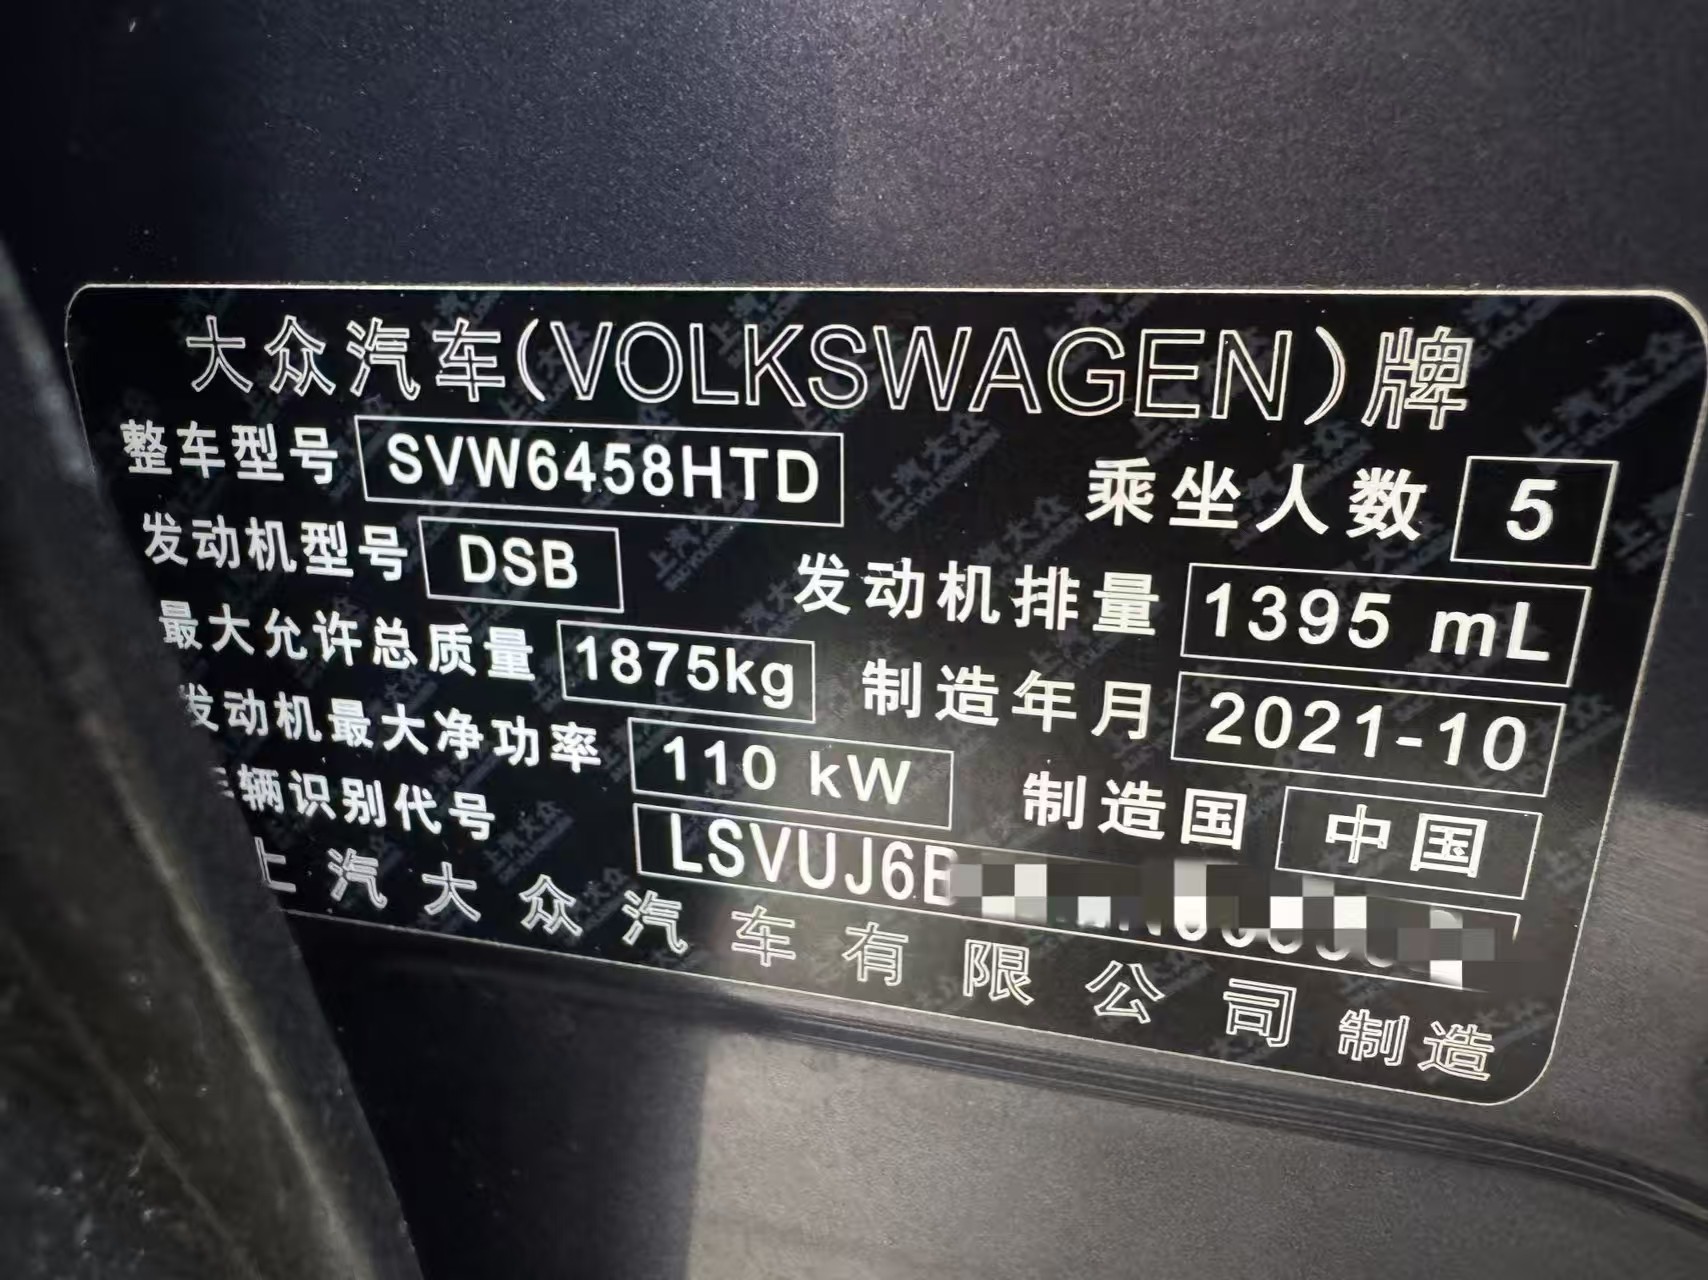 大众汽车(VOLKSWAGEN)牌
整车型号 SVW6458HTD 乘坐人数 5
发动机型号 DSB 发动机排量 1395 mL
最大允许总质量 1875kg 制造年月 2021-10
发动机最大净功率 110 kW 制造国 中国
车辆识别代号 LSVUJ6B
上汽大众汽车有限公司制造